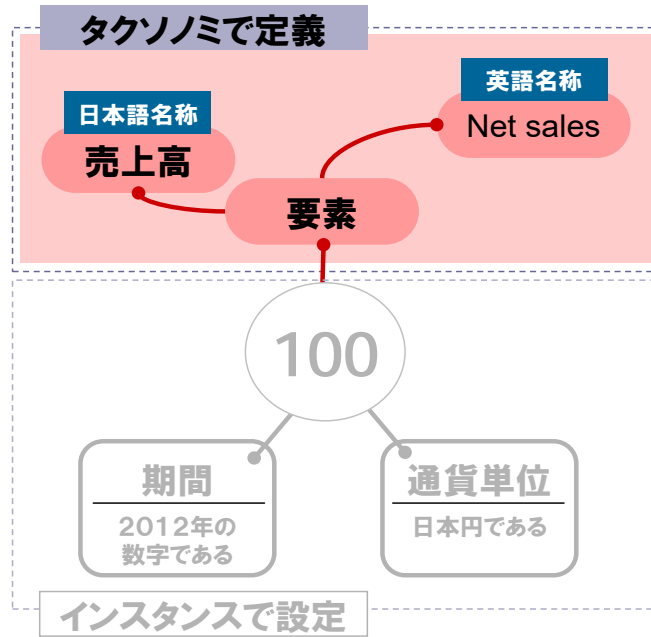 タクソノミで定義
英語名称
Net sales
日本語名称
売上高
要素
100
期間
2012年の
数字である
通貨単位
日本円である
インスタンスで設定